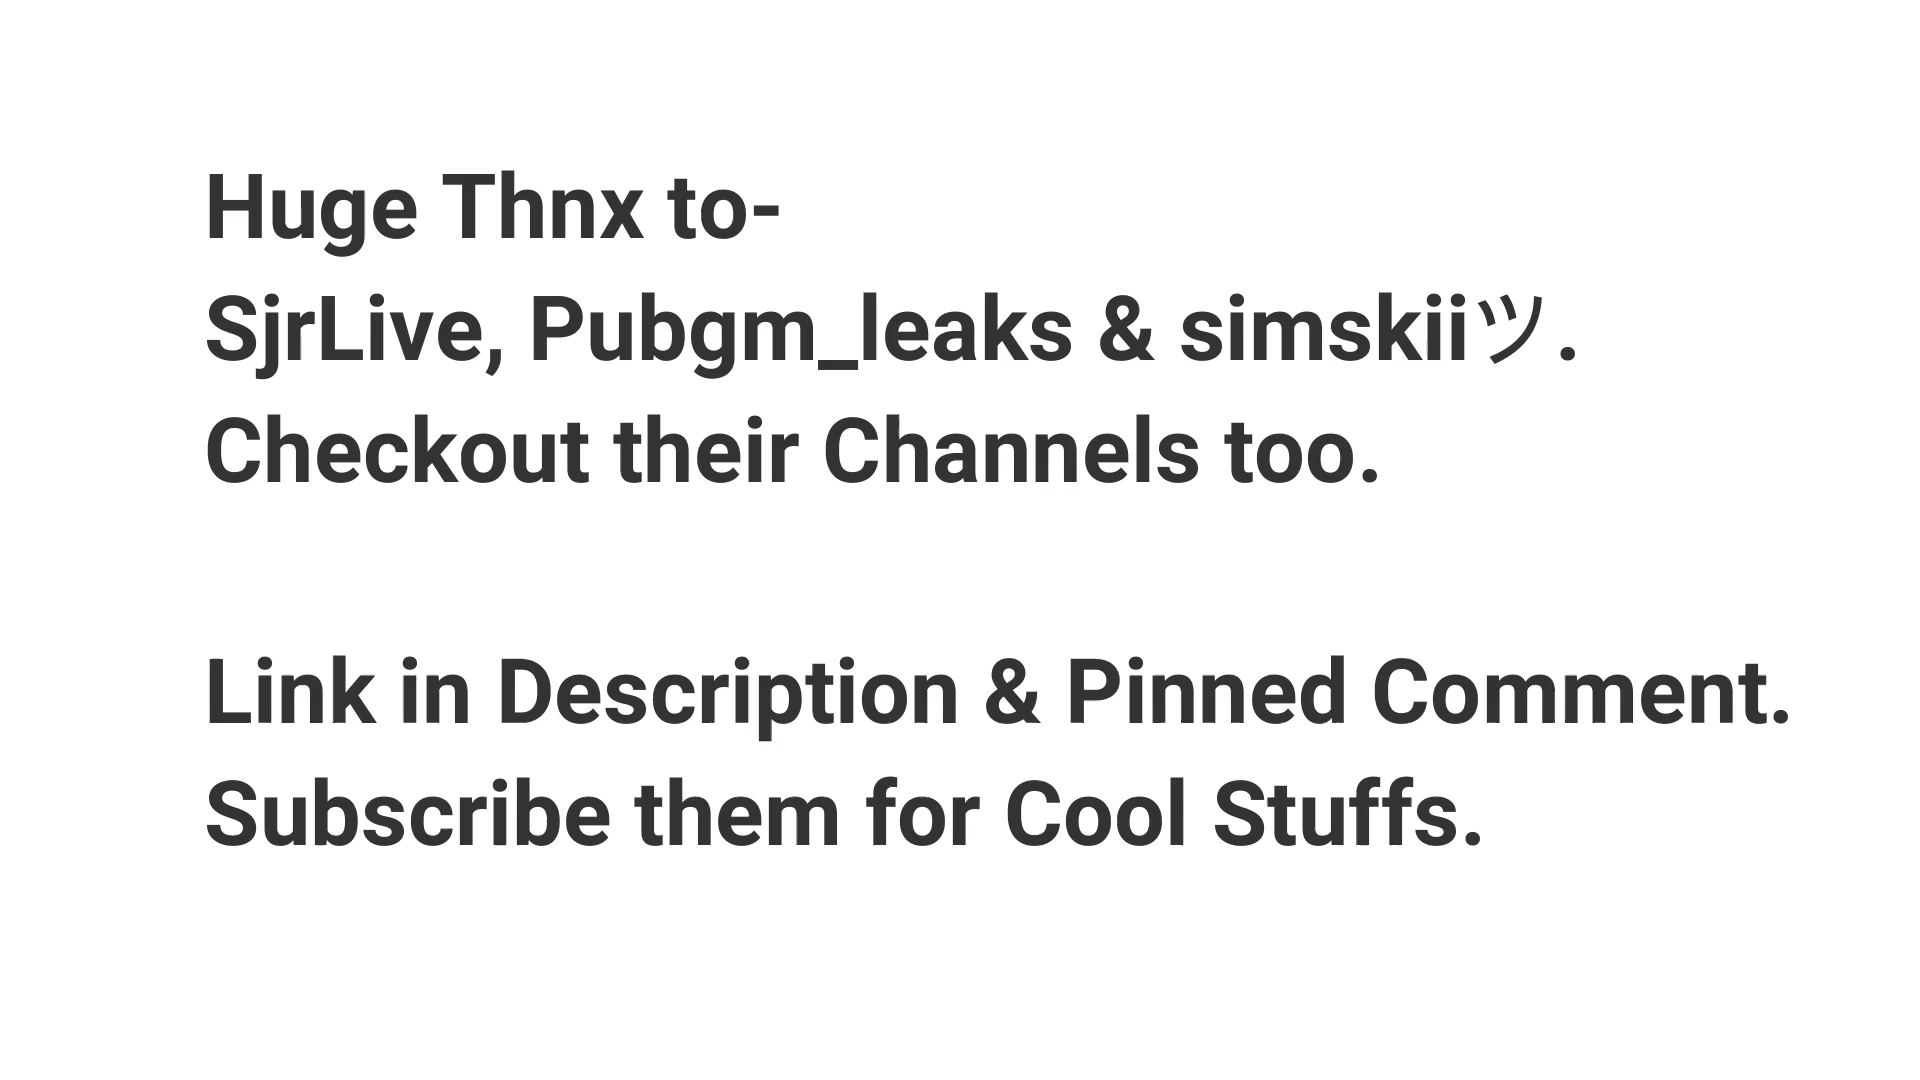 Huge Thnx to-
SjrLive, Pubgm_leaks & simskiiツ.
Checkout their Channels too.
Link in Description & Pinned Comment.
Subscribe them for Cool Stuffs.